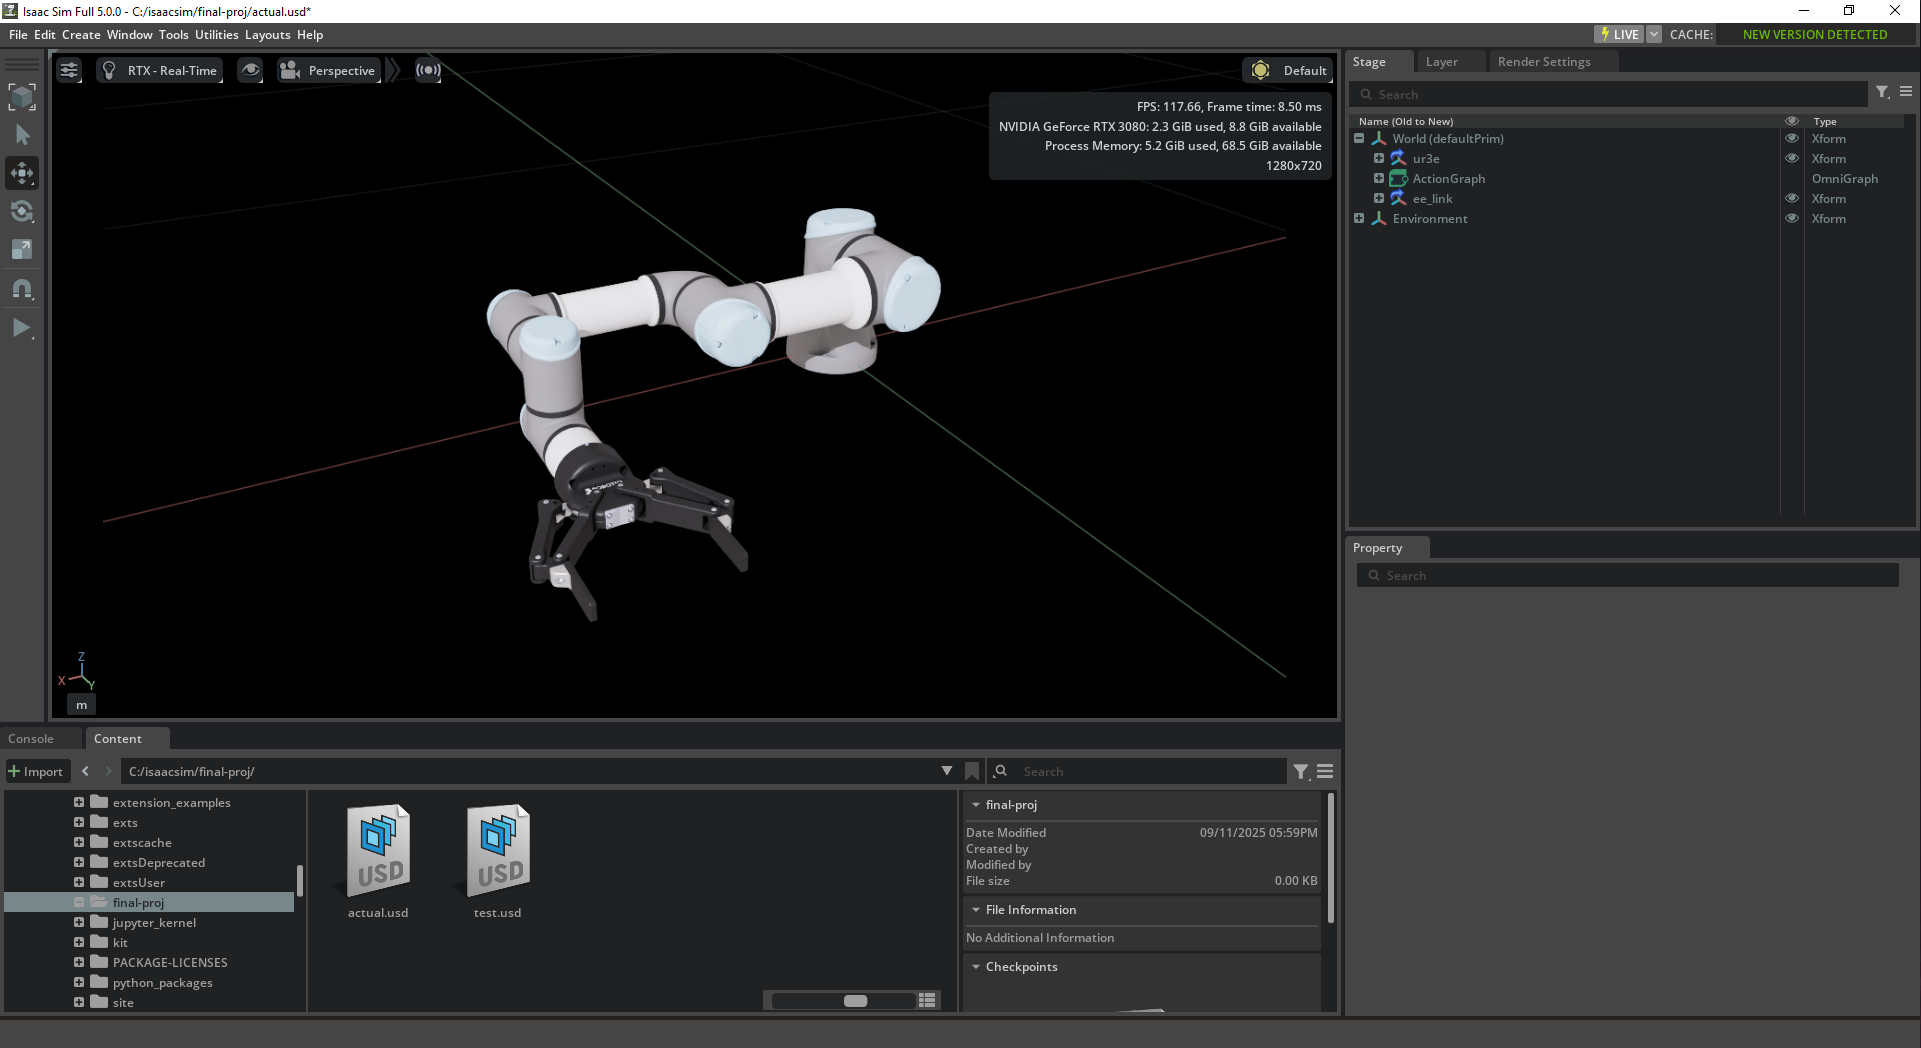 Isaac Sim Full 5.0.0 - C:/isaacsim/final-proj/actual.usd*
File Edit Create Window Tools Utilities Layouts Help
LIVE CACHE: NEW VERSION DETECTED
RTX - Real-Time
Perspective
Default
FPS: 117.66, Frame time: 8.50 ms
NVIDIA GeForce RTX 3080: 2.3 GiB used, 8.8 GiB available
Process Memory: 5.2 GiB used, 68.5 GiB available
1280x720
ROBOTIQ
Z
X
Y
m
Stage Layer Render Settings
Search
Name (Old to New) Type
World (defaultPrim) Xform
ur3e Xform
ActionGraph OmniGraph
ee_link Xform
Environment Xform
Property
Search
Console Content
Import C:/isaacsim/final-proj/ Search
extension_examples
exts
extscache
extsDeprecated
extsUser
final-proj
jupyter_kernel
kit
PACKAGE-LICENSES
python_packages
site
USD
actual.usd
USD
test.usd
final-proj
Date Modified 09/11/2025 05:59PM
Created by
Modified by
File size 0.00 KB
File Information
No Additional Information
Checkpoints